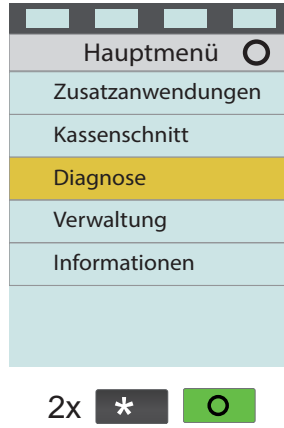 Hauptmenü
Zusatzanwendungen
Kassenschnitt
Diagnose
Verwaltung
Informationen
2x *